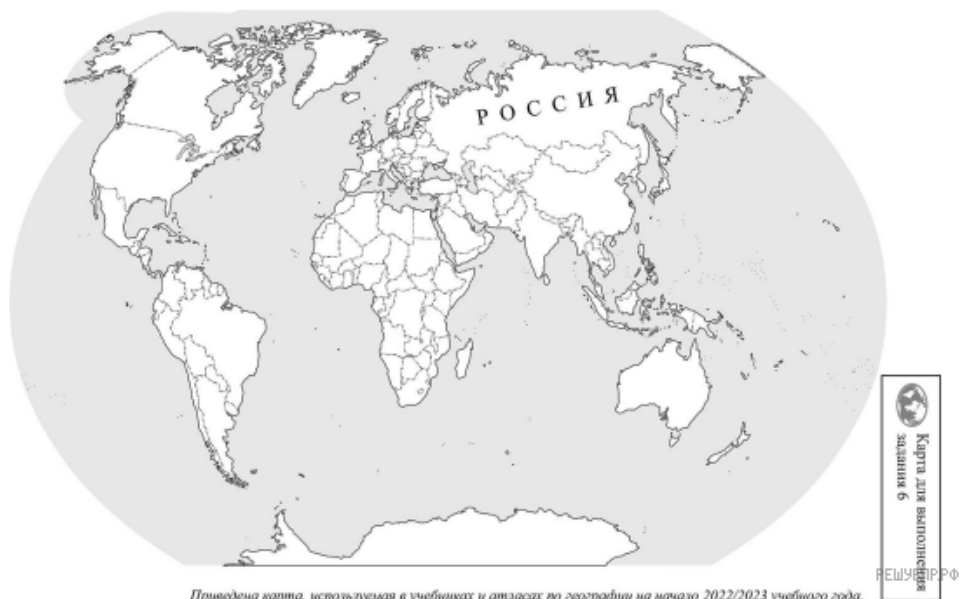 РОССИЯ
Карта для выполнения
задания 6
РЕШУВПР.РФ
Приведена карта, используемая в учебниках и атласах по географии на начало 2022/2023 учебного года.